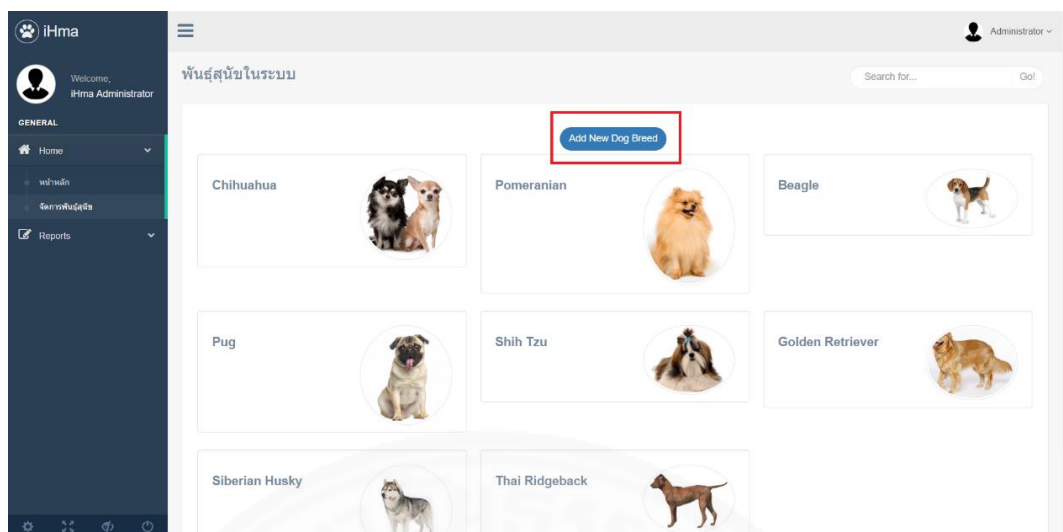 iHma
Administrator
Welcome,
iHma Administrator
GENERAL
Home
หน้าหลัก
จัดการพันธุ์สุนัข
Reports
พันธุ์สุนัขในระบบ
Search for...
Go!
Add New Dog Breed
Chihuahua
Pomeranian
Beagle
Pug
Shih Tzu
Golden Retriever
Siberian Husky
Thai Ridgeback